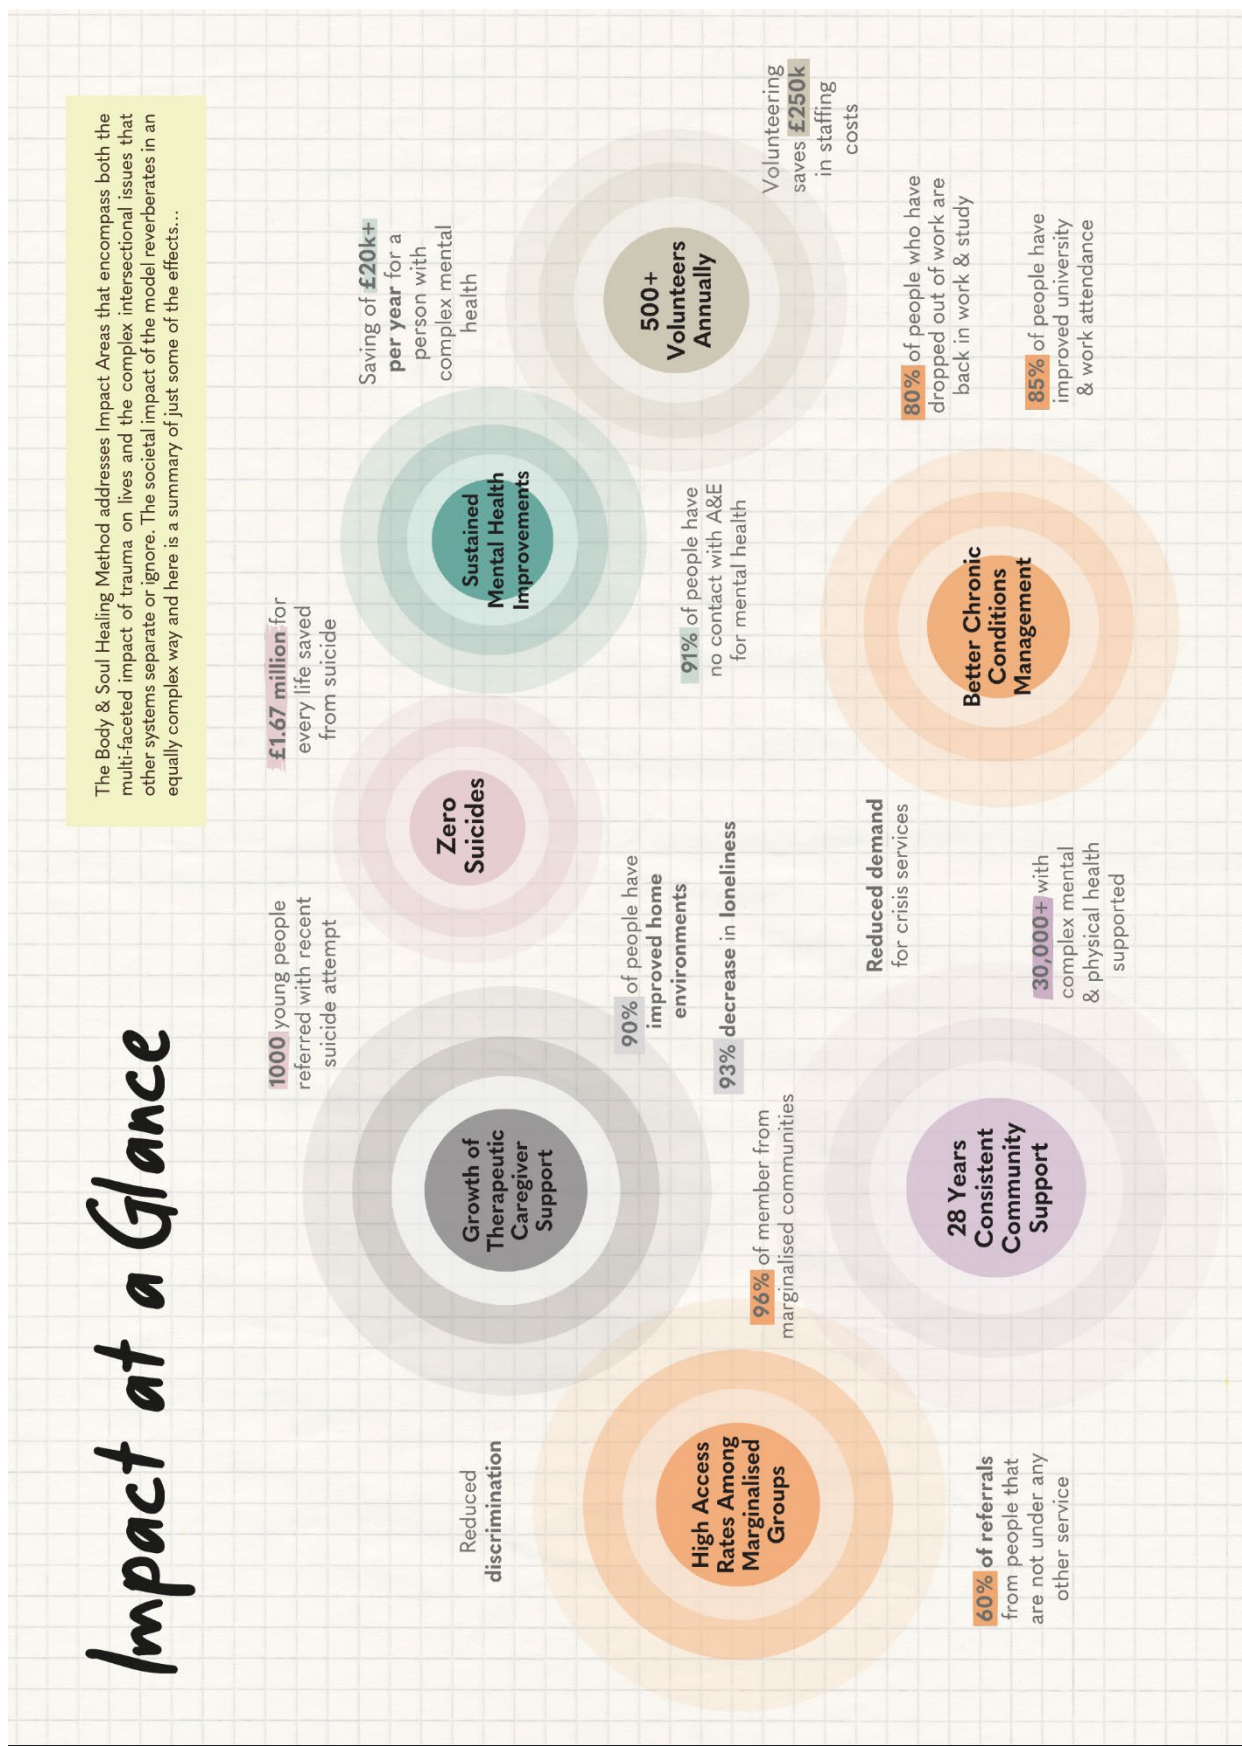 Impact at a Glance
The Body & Soul Healing Method addresses Impact Areas that encompass both the
multi-faceted impact of trauma on lives and the complex intersectional issues that
other systems separate or ignore. The societal impact of the model reverberates in an
equally complex way and here is a summary of just some of the effects...
Reduced
discrimination
High Access
Rates Among
Marginalised
Groups
60% of referrals
from people that
are not under any
other service
96% of member from
marginalised communities
Growth of
Therapeutic
Caregiver
Support
90% of people have
improved home
environments
93% decrease in loneliness
1000 young people
referred with recent
suicide attempt
Zero
Suicides
£1.67 million for
every life saved
from suicide
28 Years
Consistent
Community
Support
30,000+ with
complex mental
& physical health
supported
Reduced demand
for crisis services
Sustained
Mental Health
Improvements
Saving of £20k+
per year for a
person with
complex mental
health
91% of people have
no contact with A&E
for mental health
Better Chronic
Conditions
Management
80% of people who have
dropped out of work are
back in work & study
85% of people have
improved university
& work attendance
500+
Volunteers
Annually
Volunteering
saves £250k
in staffing
costs